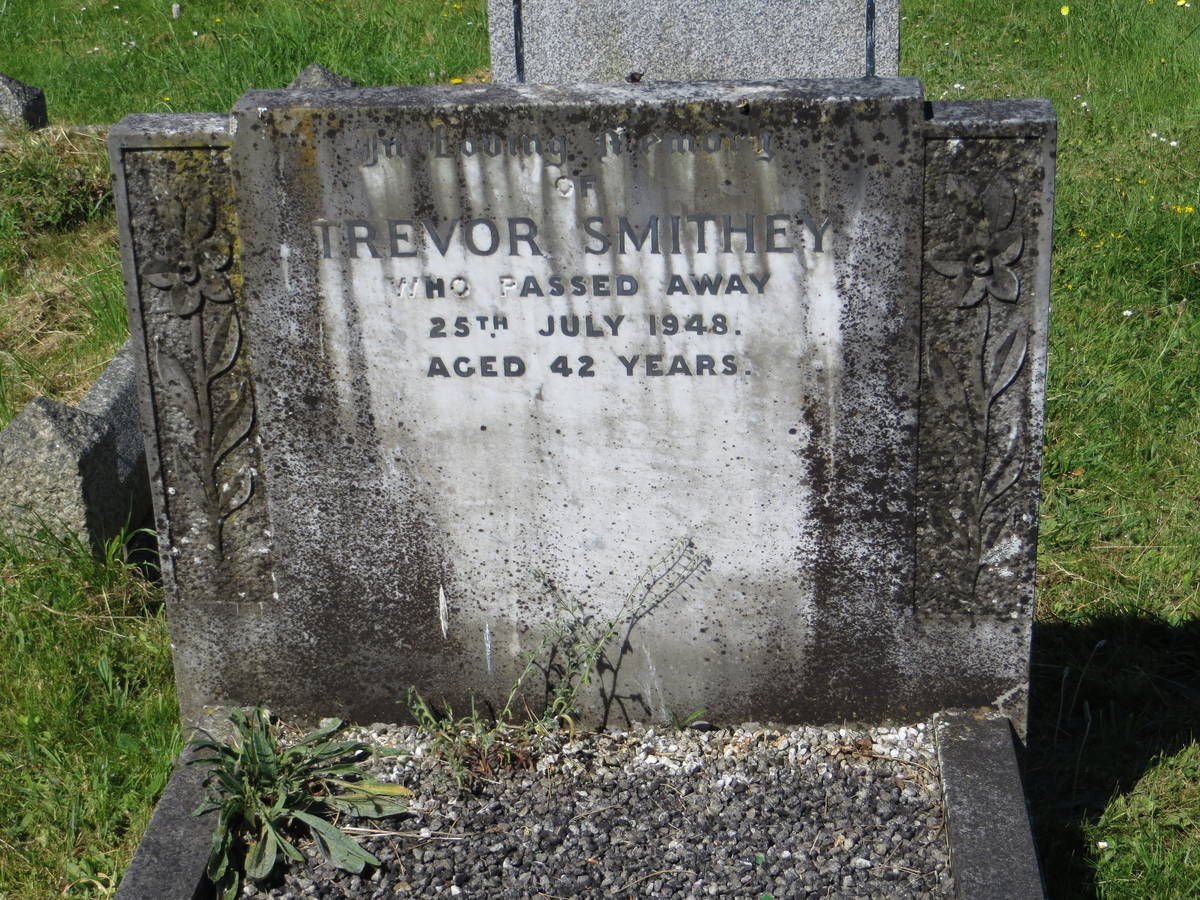 In Loving Memory
OF
TREVOR SMITHEY
WHO PASSED AWAY
25TH JULY 1948.
AGED 42 YEARS.